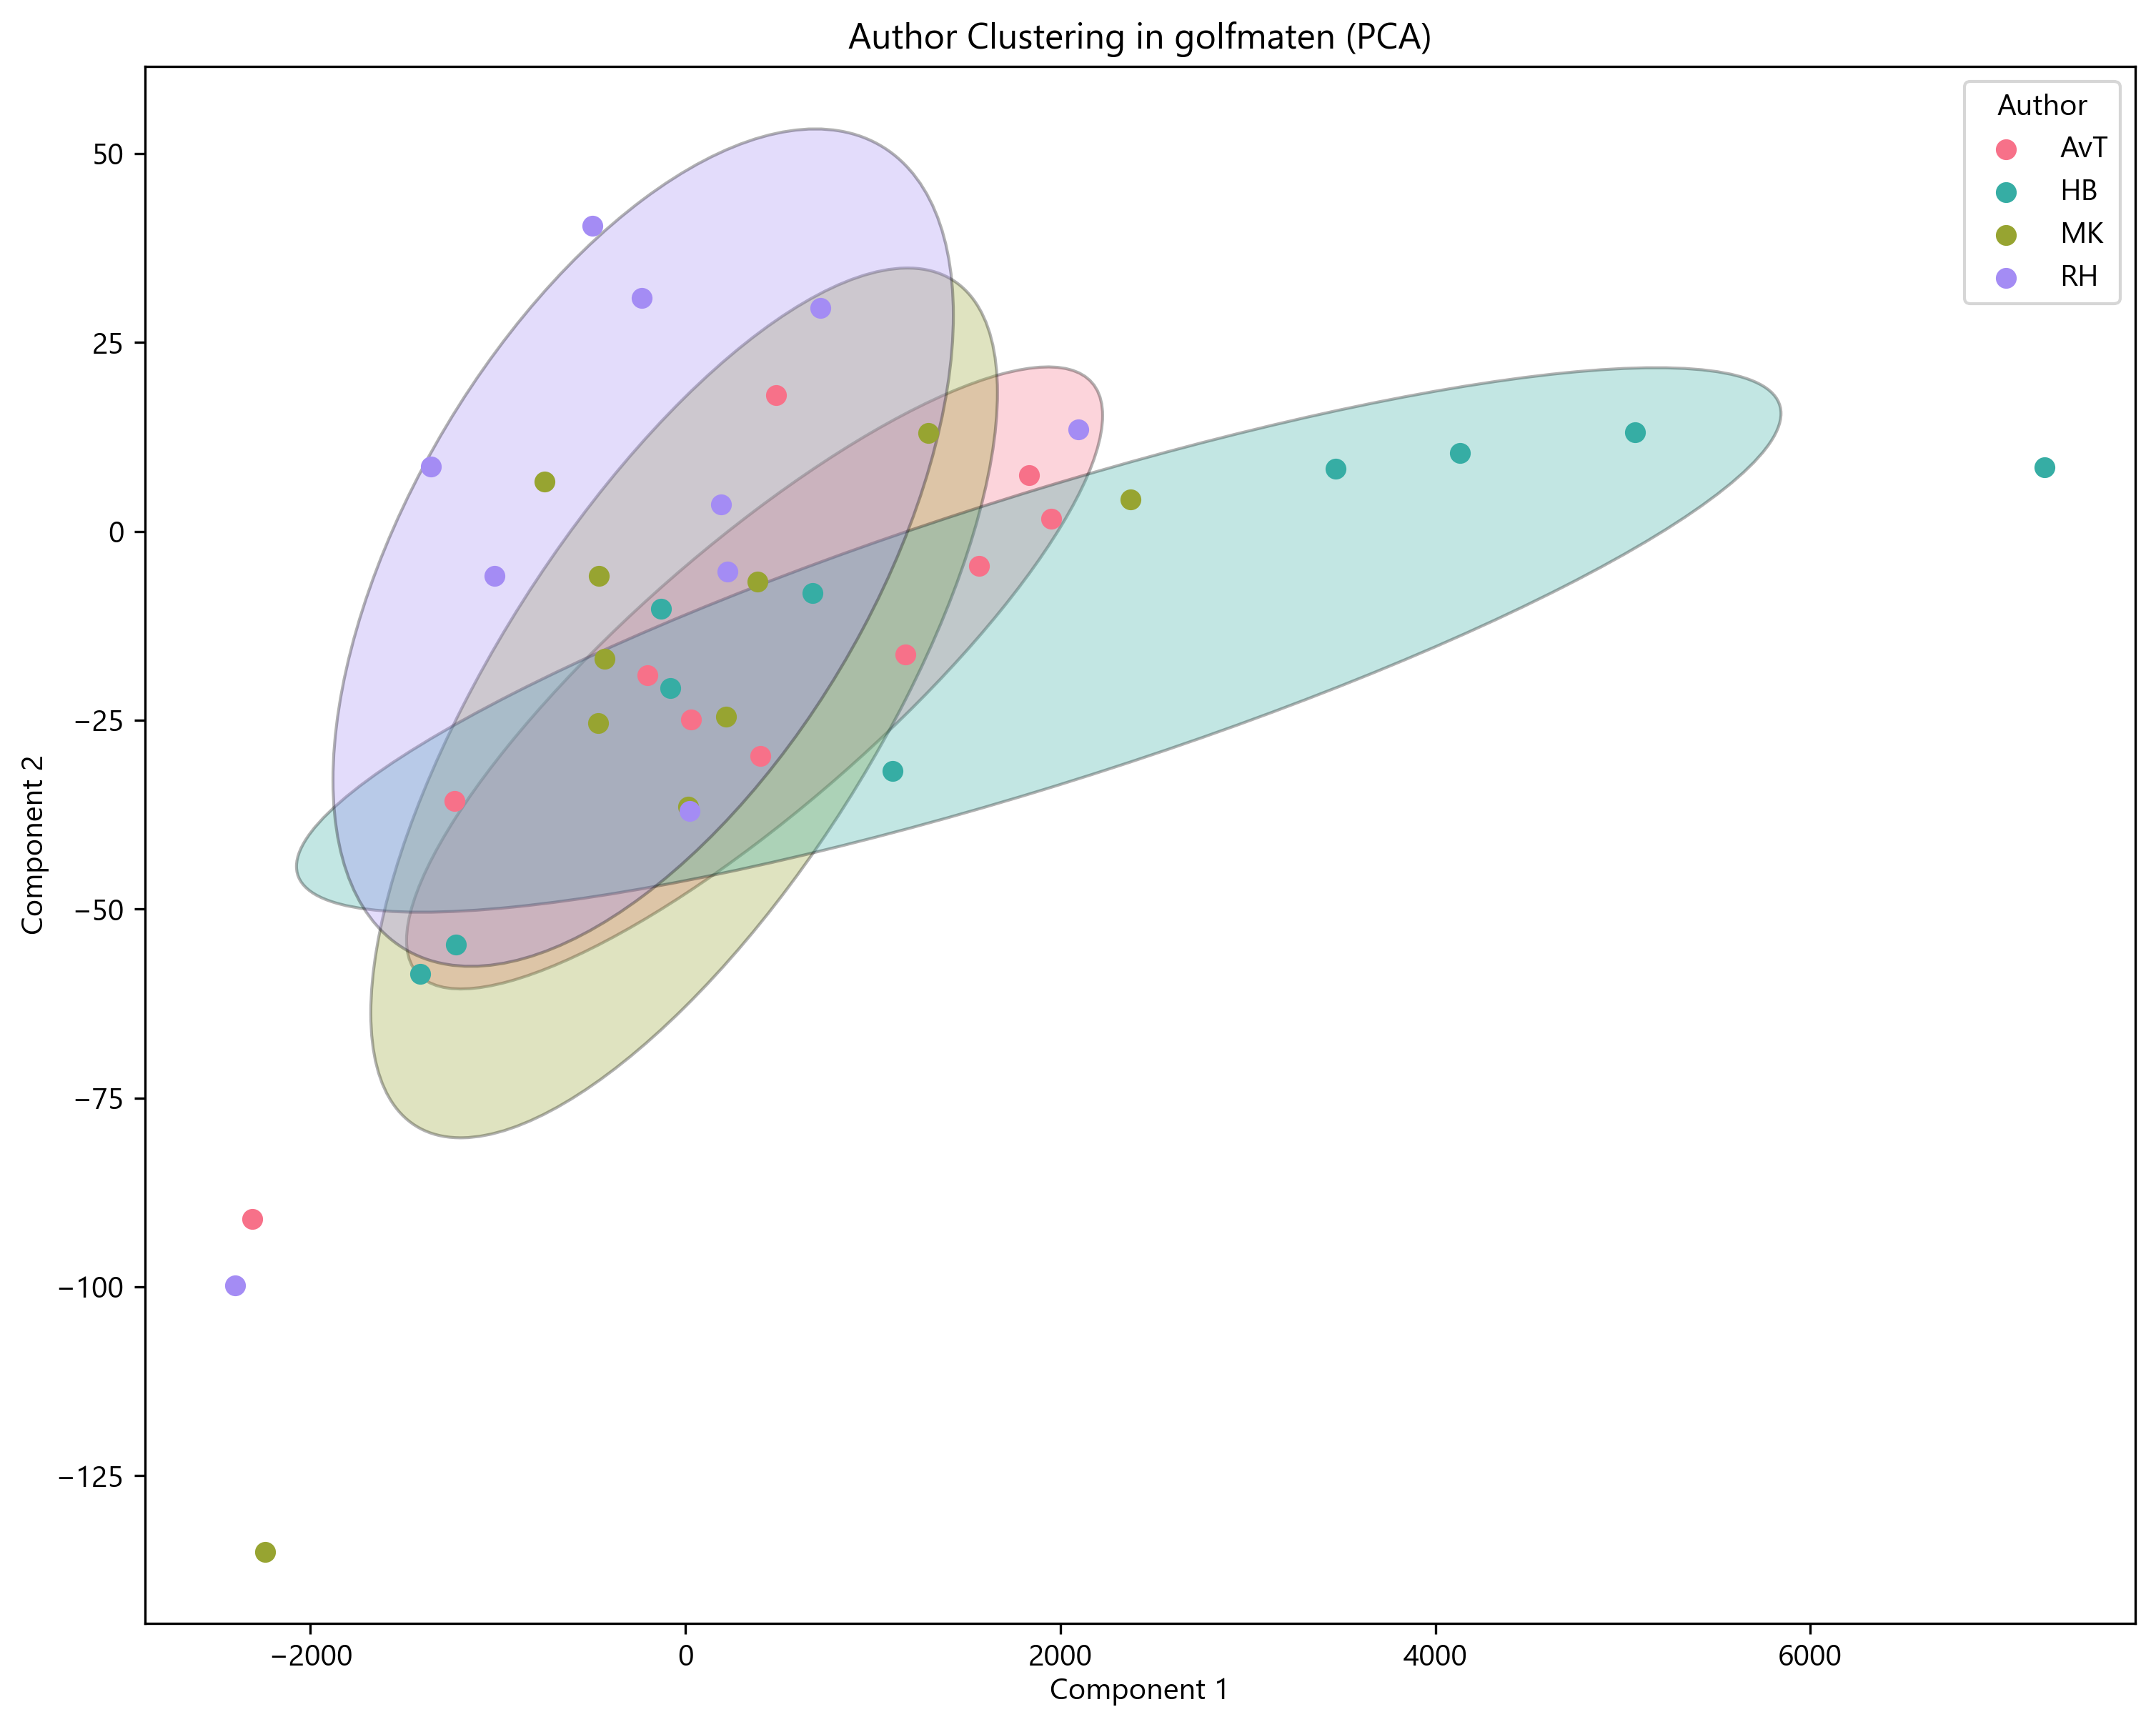 Author Clustering in golfmaten (PCA)
Author
AvT
HB
MK
RH
50
25
0
−25
−50
−75
−100
−125
Component 2
−2000
0
2000
4000
6000
Component 1